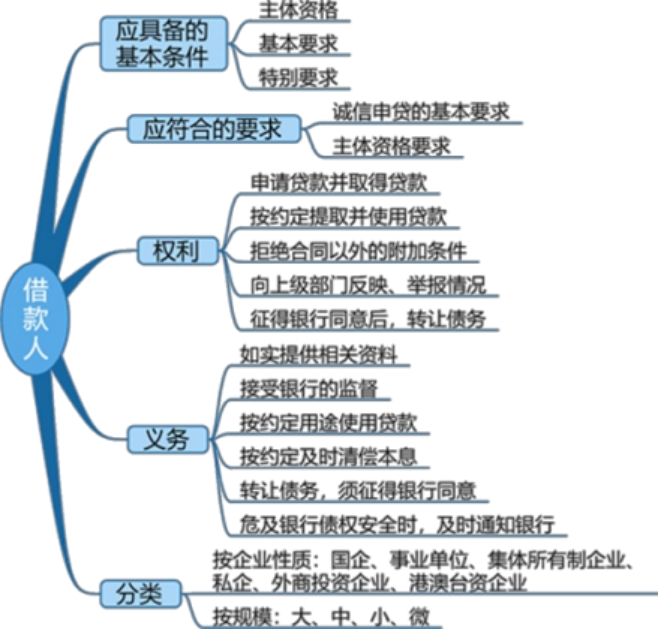 借款人
应具备的
基本条件
主体资格
基本要求
特别要求
应符合的要求
诚信申贷的基本要求
主体资格要求
权利
申请贷款并取得贷款
按约定提取并使用贷款
拒绝合同以外的附加条件
向上级部门反映、举报情况
征得银行同意后，转让债务
义务
如实提供相关资料
接受银行的监督
按约定用途使用贷款
按约定及时清偿本息
转让债务，须征得银行同意
危及银行债权安全时，及时通知银行
分类
按企业性质：国企、事业单位、集体所有制企业、
私企、外商投资企业、港澳台资企业
按规模：大、中、小、微